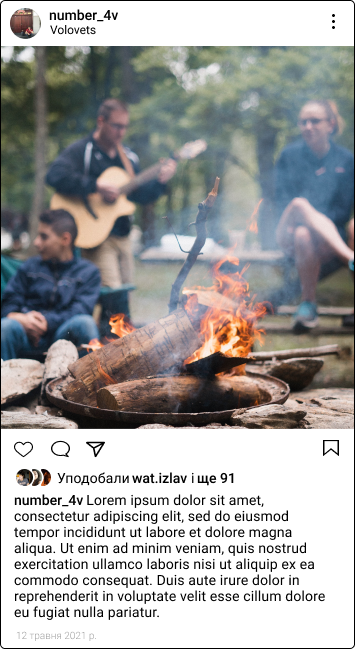 number_4v
Volovets
Уподобали wat.izlav і ще 91
number_4v Lorem ipsum dolor sit amet,
consectetur adipiscing elit, sed do eiusmod
tempor incididunt ut labore et dolore magna
aliqua. Ut enim ad minim veniam, quis nostrud
exercitation ullamco laboris nisi ut aliquip ex ea
commodo consequat. Duis aute irure dolor in
reprehenderit in voluptate velit esse cillum dolore
eu fugiat nulla pariatur.
12 травня 2021 р.